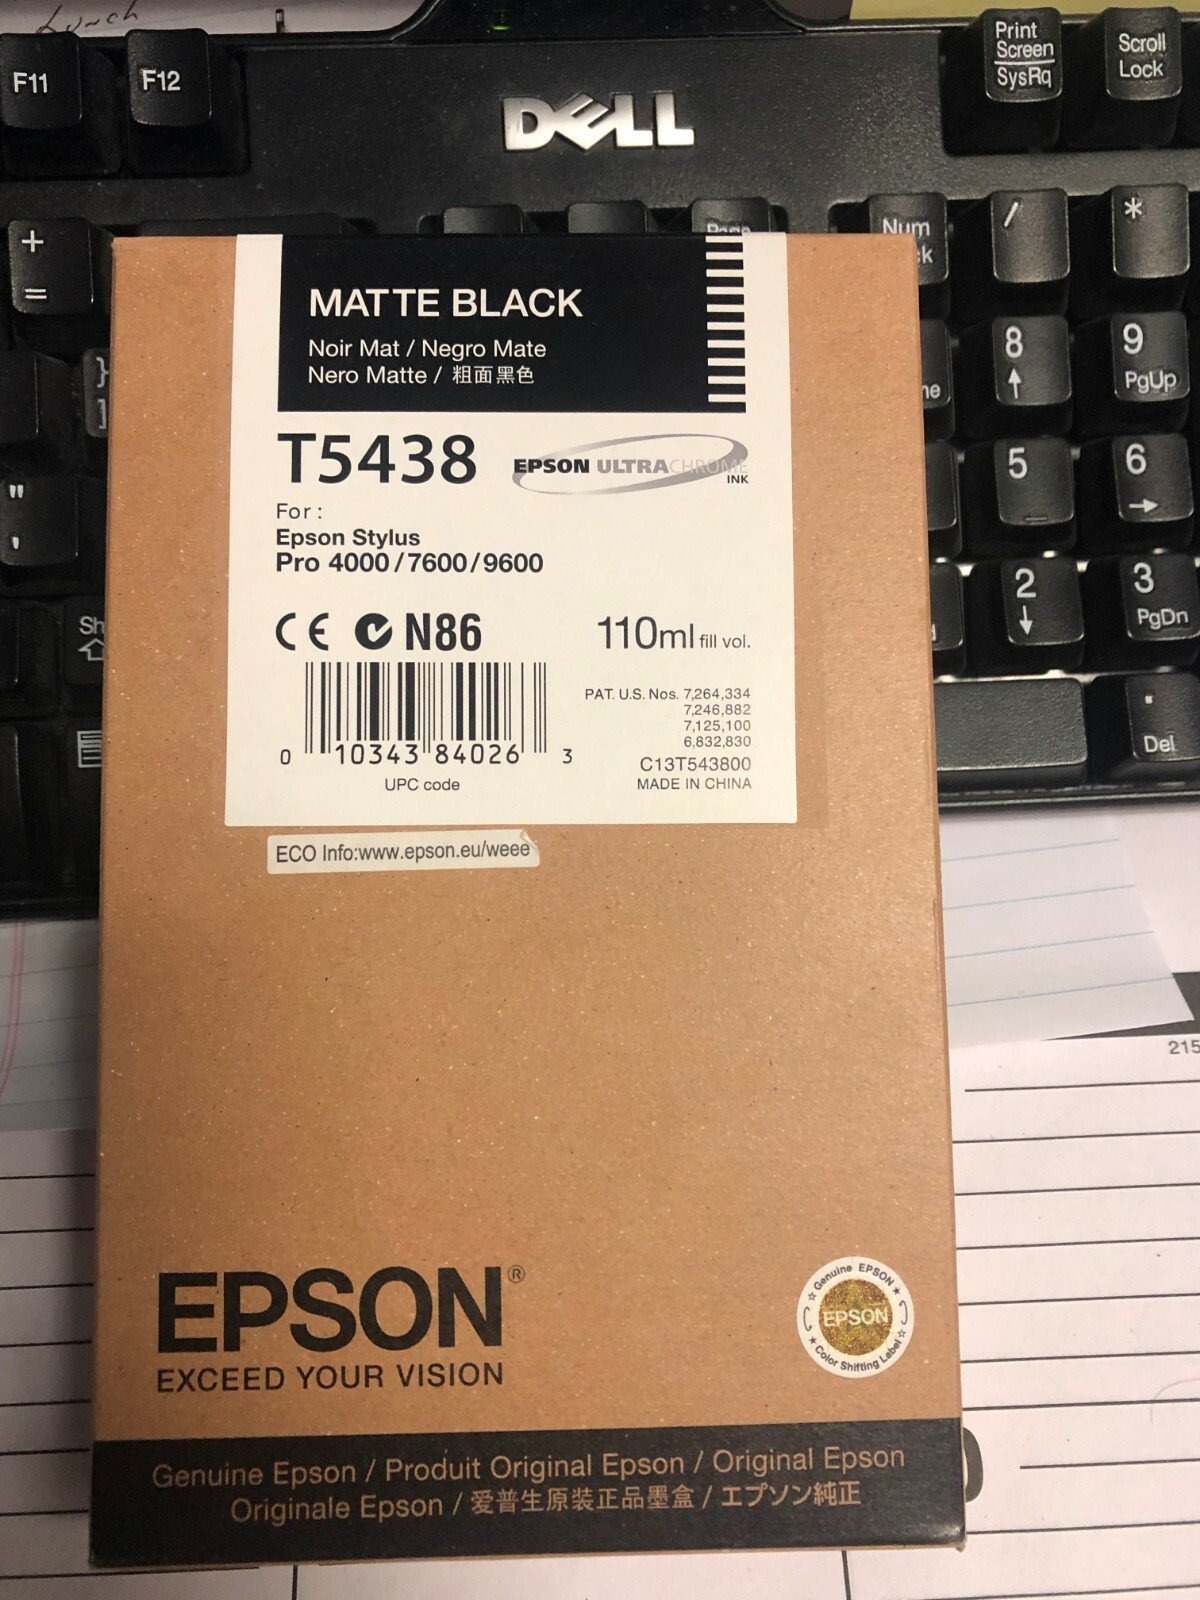 Lunch
F11
F12
Print
Screen
SysRq
Scroll
Lock
DELL
+
=
Page
Num
/
*
MATTE BLACK
Noir Mat / Negro Mate
Nero Matte / 粗面黑色
}
]
8
9
PgUp
T5438
EPSON ULTRACHROME
INK
"
'
5
6
For :
Epson Stylus
Pro 4000/7600/9600
2
3
PgDn
CE N86
110ml fill vol.
PAT. U.S. Nos. 7,264,334
7,246,882
7,125,100
6,832,830
C13T543800
MADE IN CHINA
0 10343 84026 3
UPC code
.
Del
ECO Info:www.epson.eu/weee
215
EPSON®
EXCEED YOUR VISION
Genuine EPSON
EPSON
Color Shifting Label
Genuine Epson / Produit Original Epson / Original Epson
Originale Epson / 爱普生原装正品墨盒 / エプソン純正